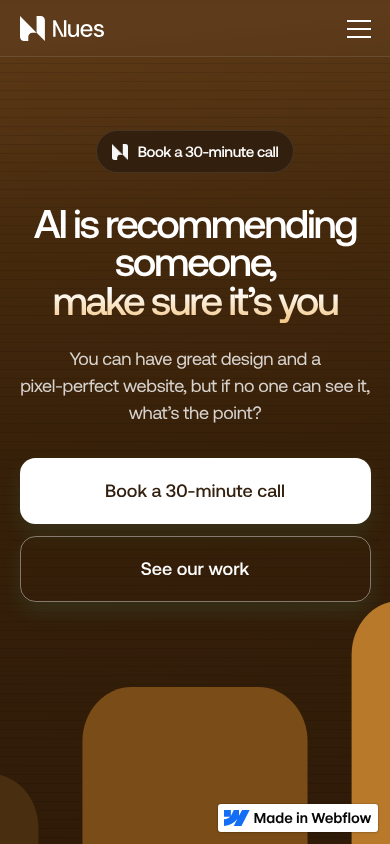 Nues
Book a 30-minute call
AI is recommending
someone,
make sure it’s you
You can have great design and a
pixel-perfect website, but if no one can see it,
what’s the point?
Book a 30-minute call
See our work
Made in Webflow